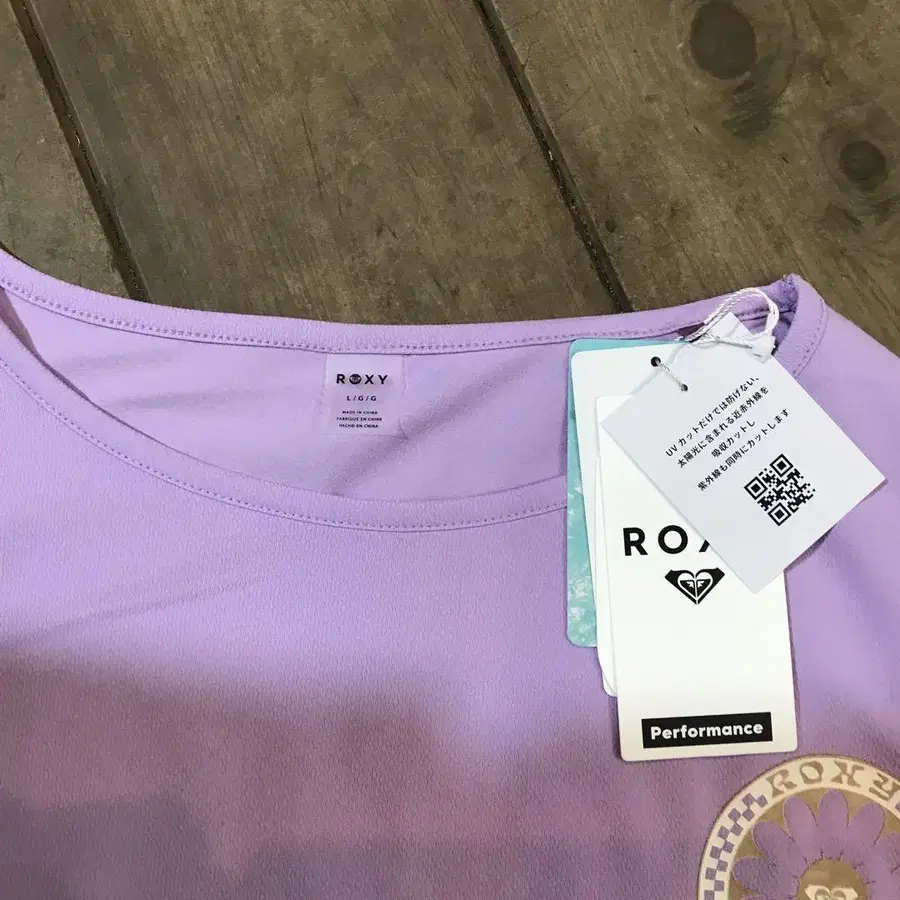 ROXY
L / G / G
MADE IN CHINA
FABRIQUE EN CHINE
HECHO EN CHINA
UVカットだけでは防げない、
太陽光に含まれる近赤外線を
吸収カットし
紫外線も同時にカットします
ROX
Performance
ROXY